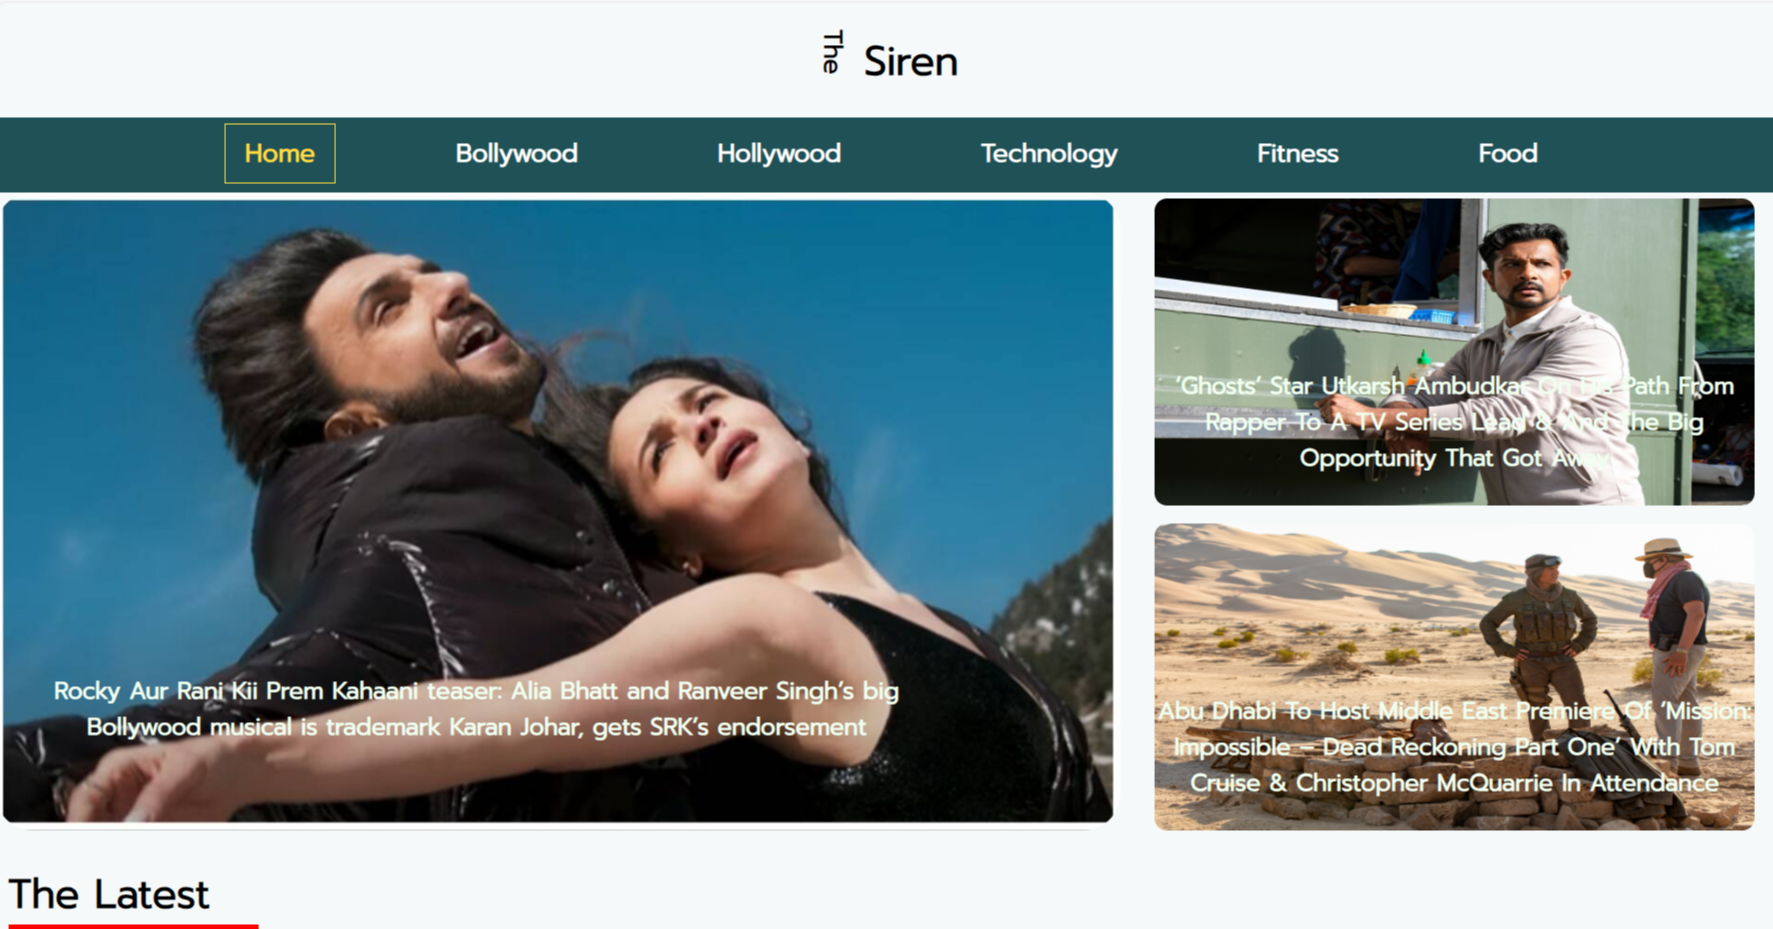 The Siren
Home Bollywood Hollywood Technology Fitness Food
Rocky Aur Rani Kii Prem Kahaani teaser: Alia Bhatt and Ranveer Singh's big
Bollywood musical is trademark Karan Johar, gets SRK's endorsement
'Ghosts' Star Utkarsh Ambudkar On His Path From
Rapper To A TV Series Lead & And The Big
Opportunity That Got Away
Abu Dhabi To Host Middle East Premiere Of 'Mission:
Impossible – Dead Reckoning Part One' With Tom
Cruise & Christopher McQuarrie In Attendance
The Latest